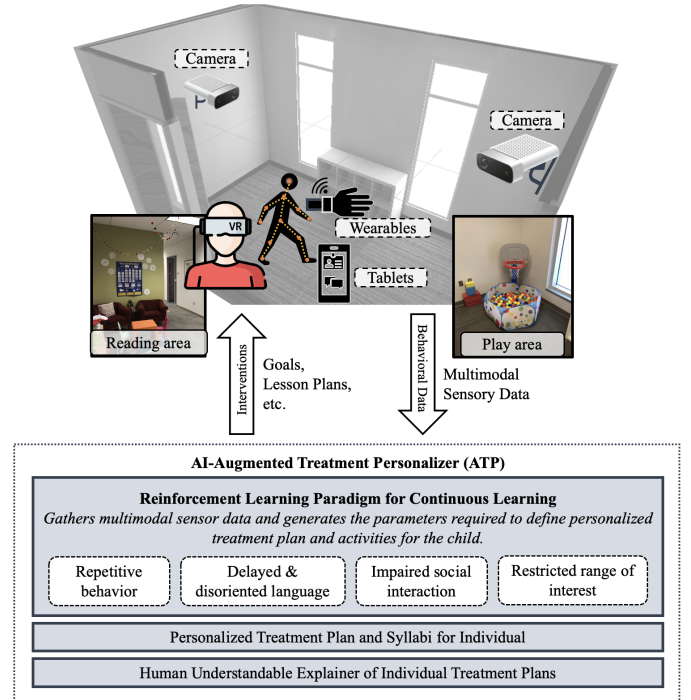 Camera
Camera
VR
Wearables
Tablets
Reading area
Play area
Interventions
Goals,
Lesson Plans,
etc.
Behavioral Data
Multimodal
Sensory Data
AI-Augmented Treatment Personalizer (ATP)
Reinforcement Learning Paradigm for Continuous Learning
Gathers multimodal sensor data and generates the parameters required to define personalized
treatment plan and activities for the child.
Repetitive
behavior
Delayed &
disoriented language
Impaired social
interaction
Restricted range of
interest
Personalized Treatment Plan and Syllabi for Individual
Human Understandable Explainer of Individual Treatment Plans